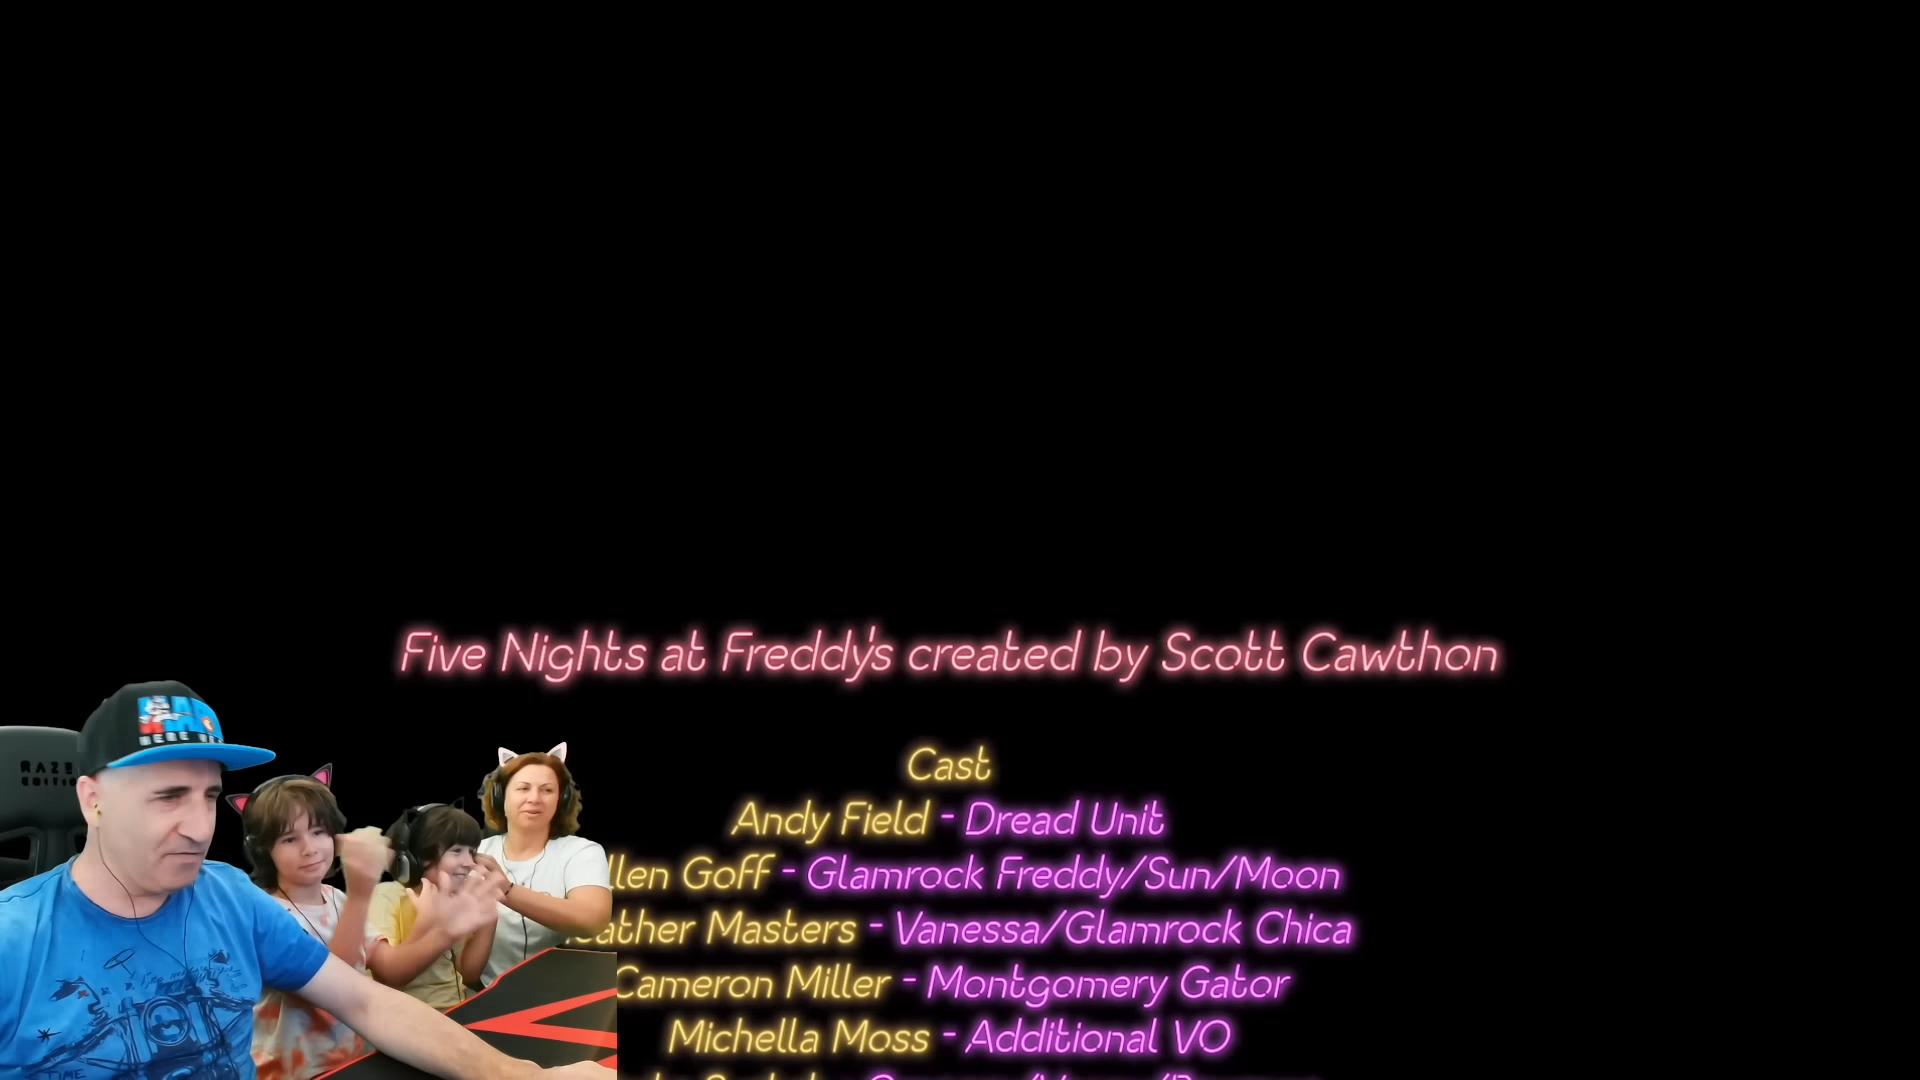 Five Nights at Freddy's created by Scott Cawthon
Cast
Andy Field - Dread Unit
Goff - Glamrock Freddy/Sun/Moon
Masters - Vanessa/Glamrock Chica
Cameron Miller - Montgomery Gator
Michella Moss - Additional VO
TIME